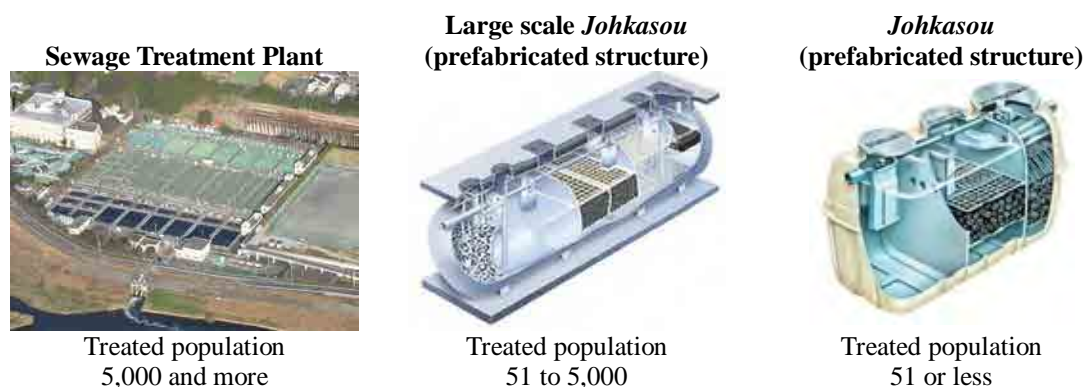 Sewage Treatment Plant
Treated population
5,000 and more
Large scale Johkasou
(prefabricated structure)
Treated population
51 to 5,000
Johkasou
(prefabricated structure)
Treated population
51 or less